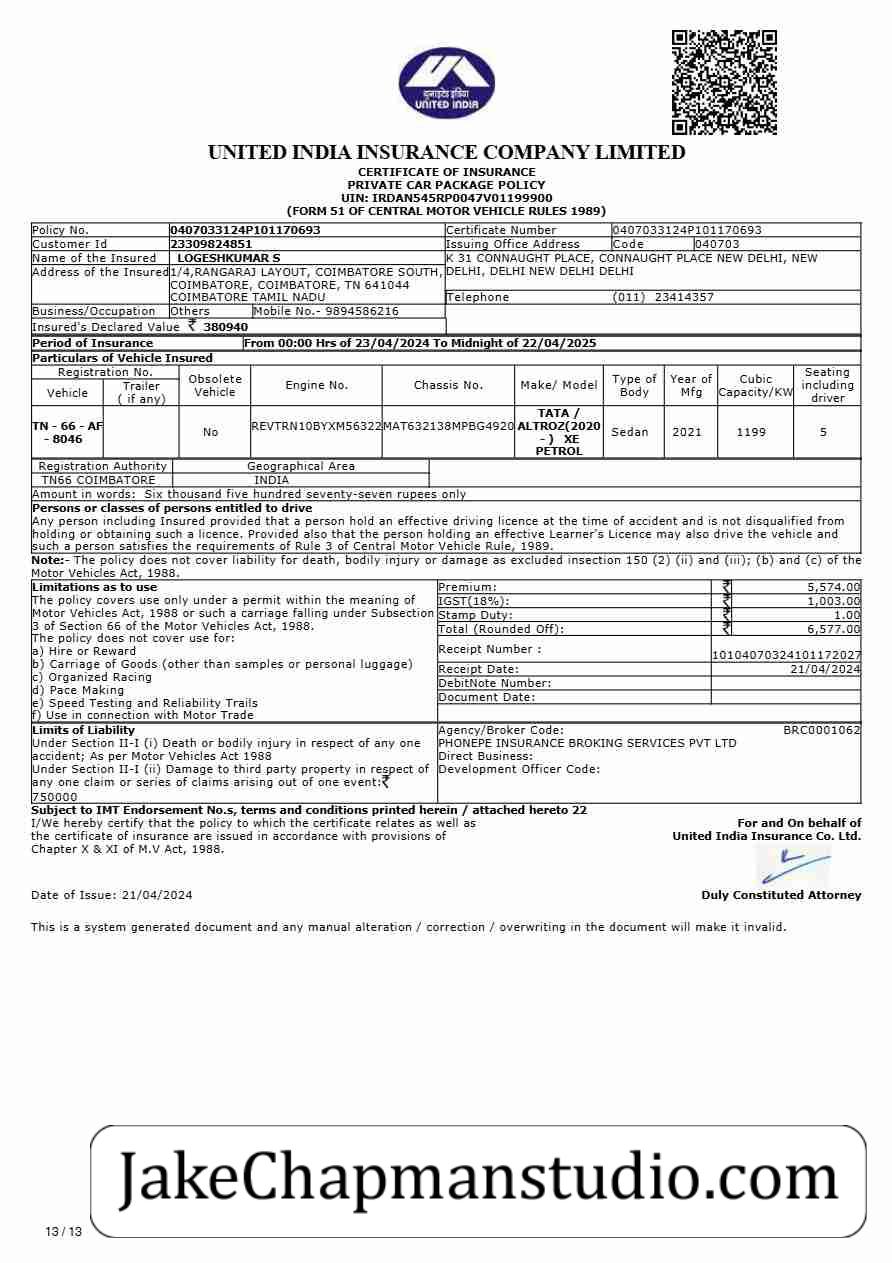 युनाइटेड इंडिया
UNITED INDIA
UNITED INDIA INSURANCE COMPANY LIMITED
CERTIFICATE OF INSURANCE
PRIVATE CAR PACKAGE POLICY
UIN: IRDAN545RP0047V01199900
(FORM 51 OF CENTRAL MOTOR VEHICLE RULES 1989)
Policy No. 0407033124P101170693 Certificate Number 0407033124P101170693
Customer Id 23309824851 Issuing Office Address Code 040703
Name of the Insured LOGESHKUMAR S K 31 CONNAUGHT PLACE, CONNAUGHT PLACE NEW DELHI, NEW
Address of the Insured 1/4,RANGARAJ LAYOUT, COIMBATORE SOUTH, DELHI, DELHI NEW DELHI DELHI
COIMBATORE, COIMBATORE, TN 641044
COIMBATORE TAMIL NADU Telephone (011) 23414357
Business/Occupation Others Mobile No.- 9894586216
Insured's Declared Value ₹ 380940
Period of Insurance From 00:00 Hrs of 23/04/2024 To Midnight of 22/04/2025
Particulars of Vehicle Insured
Registration No. Obsolete Vehicle Engine No. Chassis No. Make/ Model Type of Body Year of Mfg Cubic Capacity/KW Seating including driver
Vehicle Trailer ( if any)
TN - 66 - AF - 8046 No REVTRN10BYXM56322 MAT632138MPBG4920 TATA / ALTROZ(2020 - ) XE PETROL Sedan 2021 1199 5
Registration Authority Geographical Area
TN66 COIMBATORE INDIA
Amount in words: Six thousand five hundred seventy-seven rupees only
Persons or classes of persons entitled to drive
Any person including Insured provided that a person hold an effective driving licence at the time of accident and is not disqualified from
holding or obtaining such a licence. Provided also that the person holding an effective Learner's Licence may also drive the vehicle and
such a person satisfies the requirements of Rule 3 of Central Motor Vehicle Rule, 1989.
Note:- The policy does not cover liability for death, bodily injury or damage as excluded insection 150 (2) (ii) and (iii); (b) and (c) of the
Motor Vehicles Act, 1988.
Limitations as to use
The policy covers use only under a permit within the meaning of
Motor Vehicles Act, 1988 or such a carriage falling under Subsection
3 of Section 66 of the Motor Vehicles Act, 1988.
The policy does not cover use for:
a) Hire or Reward
b) Carriage of Goods (other than samples or personal luggage)
c) Organized Racing
d) Pace Making
e) Speed Testing and Reliability Trails
f) Use in connection with Motor Trade
Premium: ₹ 5,574.00
IGST(18%): ₹ 1,003.00
Stamp Duty: ₹ 1.00
Total (Rounded Off): ₹ 6,577.00
Receipt Number : 10104070324101172027
Receipt Date: 21/04/2024
DebitNote Number:
Document Date:
Limits of Liability
Under Section II-I (i) Death or bodily injury in respect of any one
accident; As per Motor Vehicles Act 1988
Under Section II-I (ii) Damage to third party property in respect of
any one claim or series of claims arising out of one event:₹
750000
Agency/Broker Code: BRC0001062
PHONEPE INSURANCE BROKING SERVICES PVT LTD
Direct Business:
Development Officer Code:
Subject to IMT Endorsement No.s, terms and conditions printed herein / attached hereto 22
I/We hereby certify that the policy to which the certificate relates as well as
the certificate of insurance are issued in accordance with provisions of
Chapter X & XI of M.V Act, 1988.
For and On behalf of
United India Insurance Co. Ltd.
Date of Issue: 21/04/2024 Duly Constituted Attorney
This is a system generated document and any manual alteration / correction / overwriting in the document will make it invalid.
JakeChapmanstudio.com
13 / 13